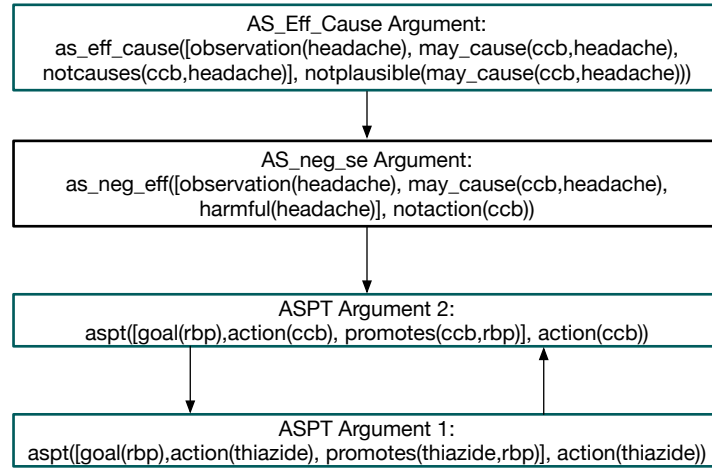 AS_Eff_Cause Argument:
as_eff_cause([observation(headache), may_cause(ccb,headache),
notcauses(ccb,headache)], notplausible(may_cause(ccb,headache)))
AS_neg_se Argument:
as_neg_eff([observation(headache), may_cause(ccb,headache),
harmful(headache)], notaction(ccb))
ASPT Argument 2:
aspt([goal(rbp),action(ccb), promotes(ccb,rbp)], action(ccb))
ASPT Argument 1:
aspt([goal(rbp),action(thiazide), promotes(thiazide,rbp)], action(thiazide))